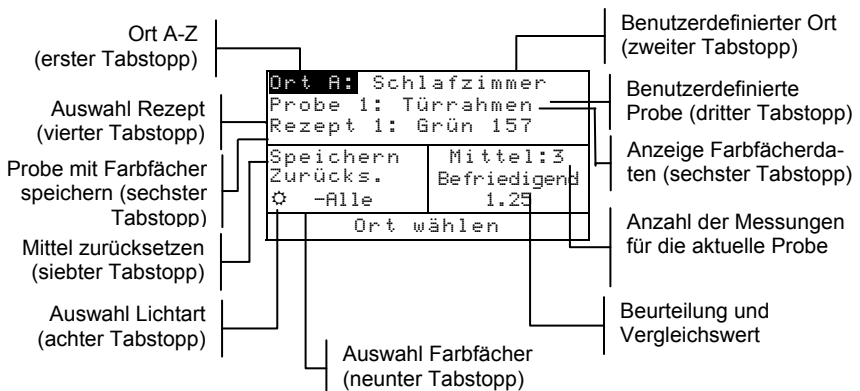 Ort A-Z
(erster Tabstopp)
Auswahl Rezept
(vierter Tabstopp)
Probe mit Farbfächer
speichern (sechster
Tabstopp)
Mittel zurücksetzen
(siebter Tabstopp)
Auswahl Lichtart
(achter Tabstopp)
Ort A: Schlafzimmer
Probe 1: Türrahmen
Rezept 1: Grün 157
Speichern
Zurücks.
-Alle
Mittel:3
Befriedigend
1.25
Ort wählen
Auswahl Farbfächer
(neunter Tabstopp)
Benutzerdefinierter Ort
(zweiter Tabstopp)
Benutzerdefinierte
Probe (dritter Tabstopp)
Anzeige Farbfächerda-
ten (sechster Tabstopp)
Anzahl der Messungen
für die aktuelle Probe
Beurteilung und
Vergleichswert